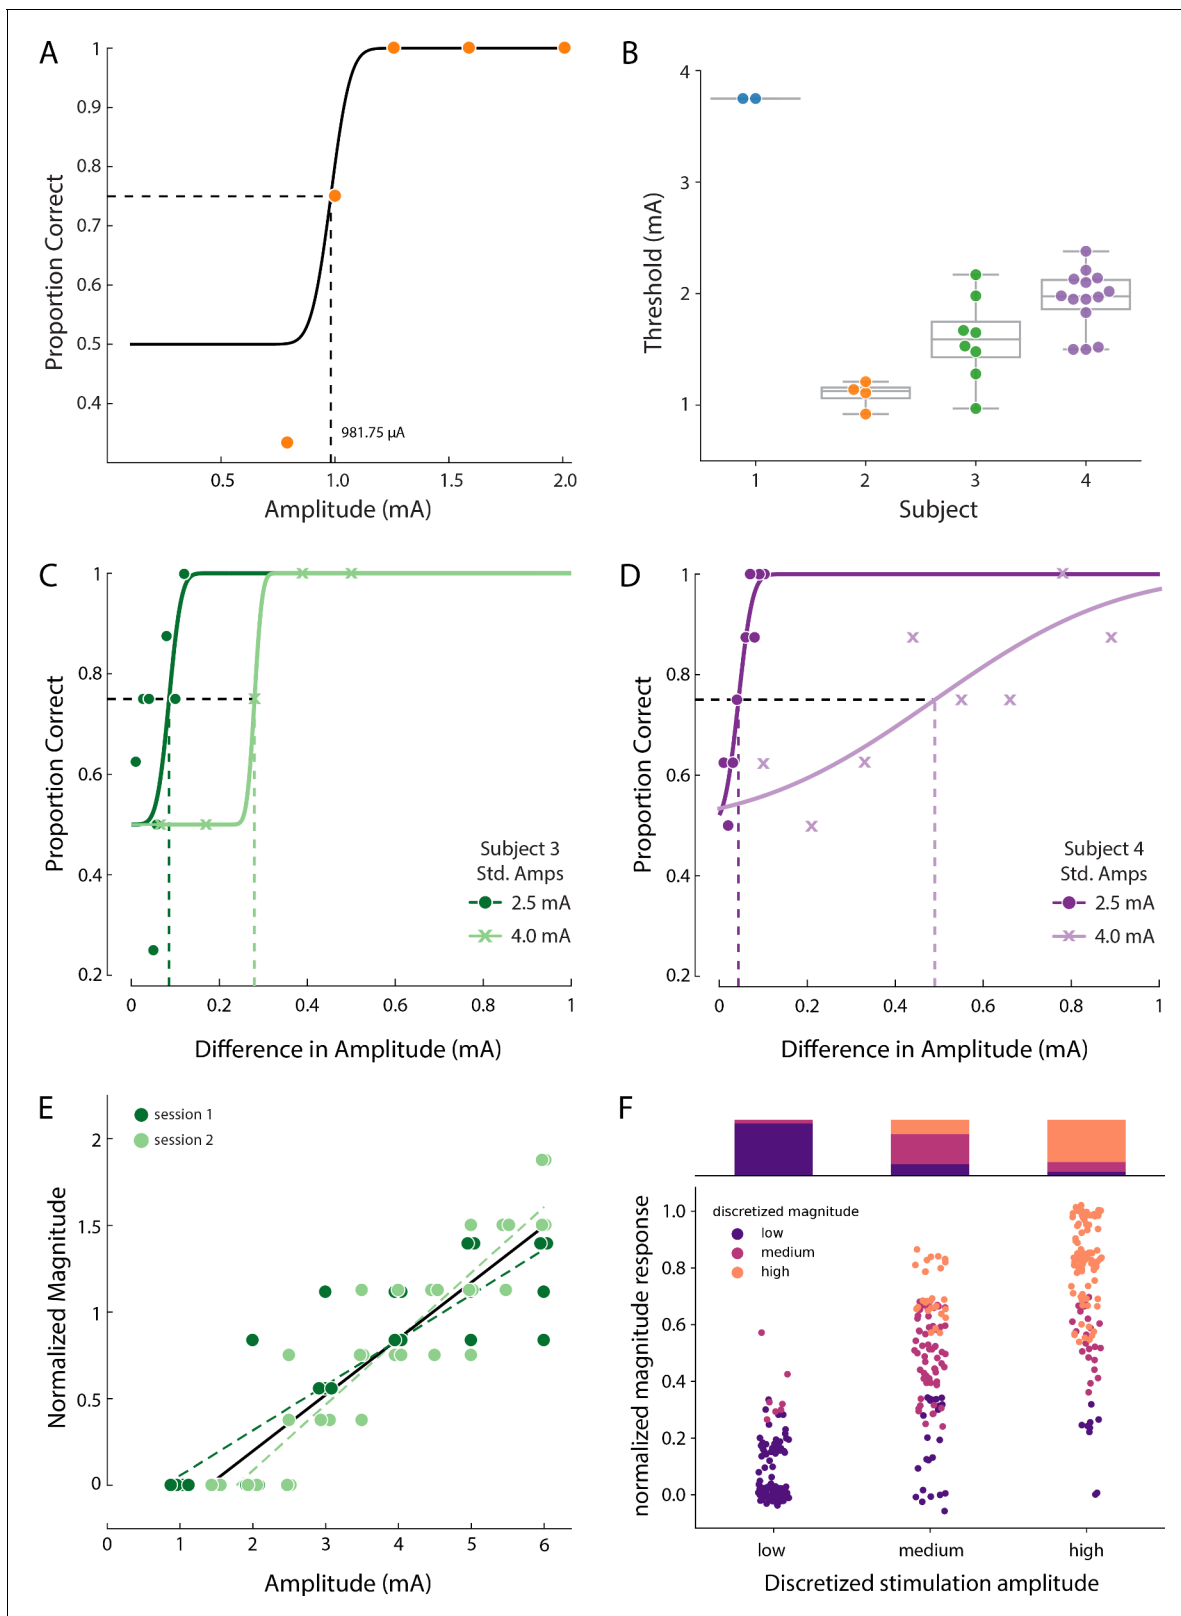 A
1
0.9
0.8
0.7
0.6
0.5
0.4
Proportion Correct
981.75 µA
0.5
1.0
1.5
2.0
Amplitude (mA)
B
4
3
2
1
Threshold (mA)
1
2
3
4
Subject
C
1
0.8
0.6
0.4
0.2
Proportion Correct
Subject 3
Std. Amps
2.5 mA
4.0 mA
0
0.2
0.4
0.6
0.8
1
Difference in Amplitude (mA)
D
1
0.8
0.6
0.4
0.2
Proportion Correct
Subject 4
Std. Amps
2.5 mA
4.0 mA
0
0.2
0.4
0.6
0.8
1
Difference in Amplitude (mA)
E
session 1
session 2
2
1.5
1
0.5
0
Normalized Magnitude
0
1
2
3
4
5
6
Amplitude (mA)
F
discretized magnitude
low
medium
high
1.0
0.8
0.6
0.4
0.2
0.0
normalized magnitude response
low
medium
high
Discretized stimulation amplitude